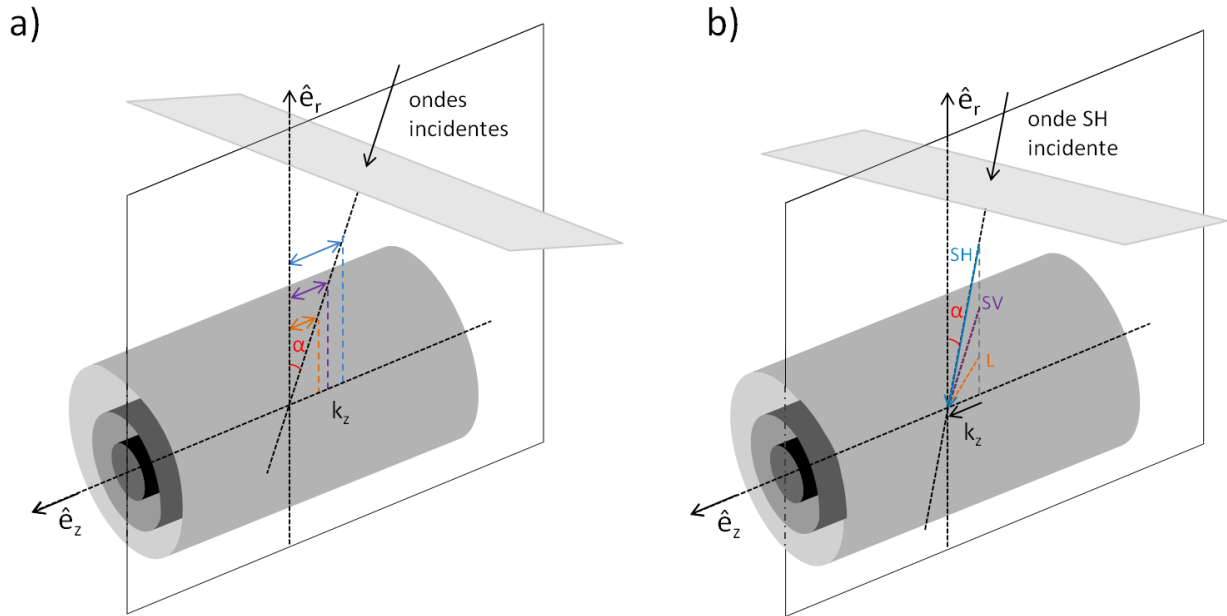 a)
ê_r
ondes
incidentes
α
k_z
ê_z
b)
ê_r
onde SH
incidente
SH
SV
α
L
k_z
ê_z